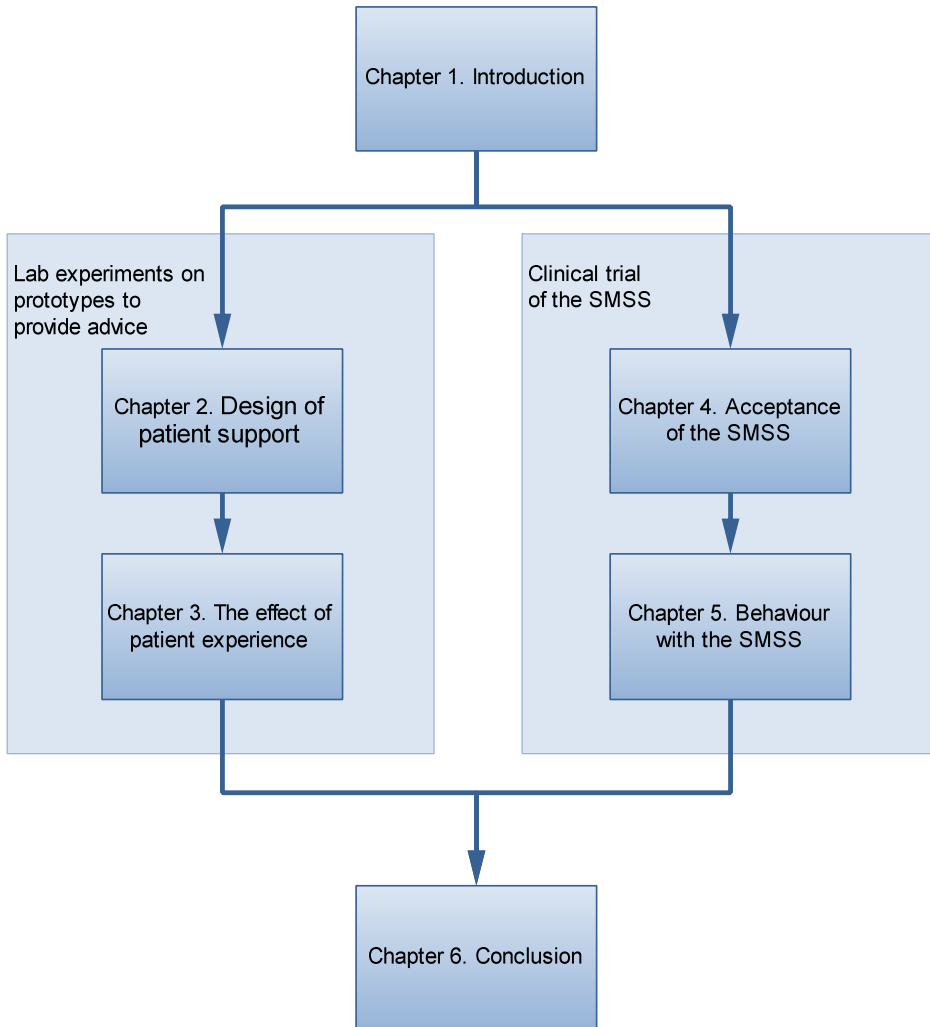 Chapter 1. Introduction
Lab experiments on
prototypes to
provide advice
Chapter 2. Design of
patient support
Chapter 3. The effect of
patient experience
Clinical trial
of the SMSS
Chapter 4. Acceptance
of the SMSS
Chapter 5. Behaviour
with the SMSS
Chapter 6. Conclusion